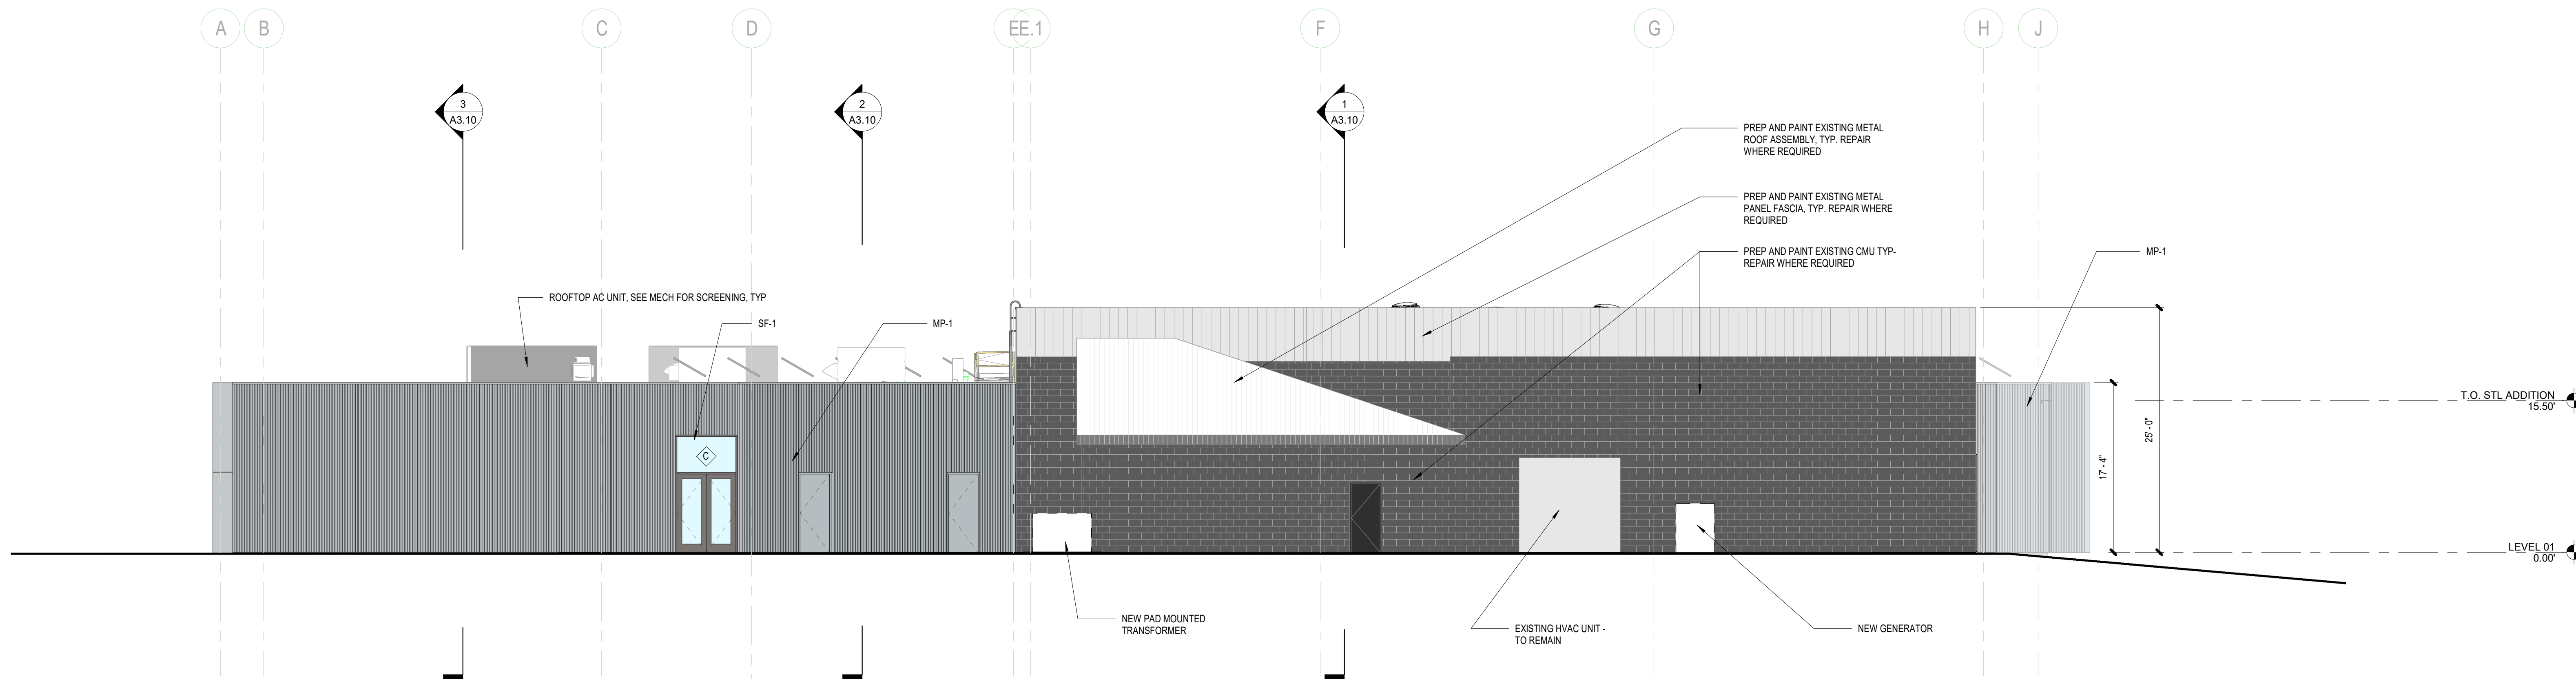 A
B
C
D
E
E.1
F
G
H
J
3
A3.10
2
A3.10
1
A3.10
PREP AND PAINT EXISTING METAL
ROOF ASSEMBLY, TYP. REPAIR
WHERE REQUIRED
PREP AND PAINT EXISTING METAL
PANEL FASCIA, TYP. REPAIR WHERE
REQUIRED
PREP AND PAINT EXISTING CMU TYP-
REPAIR WHERE REQUIRED
MP-1
ROOFTOP AC UNIT, SEE MECH FOR SCREENING, TYP
SF-1
MP-1
C
T.O. STL ADDITION
15.50'
25' - 0"
17' - 4"
LEVEL 01
0.00'
NEW PAD MOUNTED
TRANSFORMER
EXISTING HVAC UNIT -
TO REMAIN
NEW GENERATOR